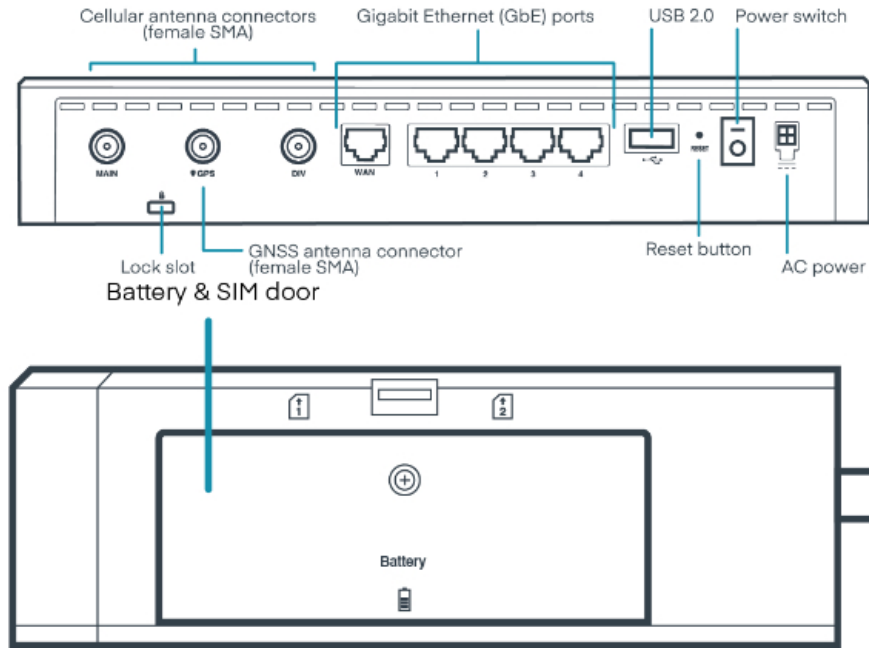 Cellular antenna connectors
(female SMA)
Gigabit Ethernet (GbE) ports
USB 2.0
Power switch
MAIN
GPS
DIV
WAN
1
2
3
4
RESET
Lock slot
GNSS antenna connector
(female SMA)
Reset button
AC power
Battery & SIM door
1
2
Battery